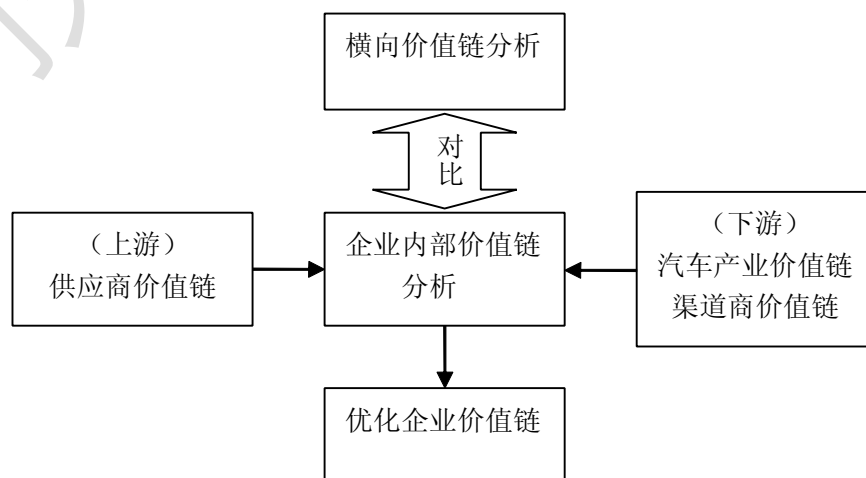 横向价值链分析
对
比
（上游）
供应商价值链
企业内部价值链
分析
（下游）
汽车产业价值链
渠道商价值链
优化企业价值链